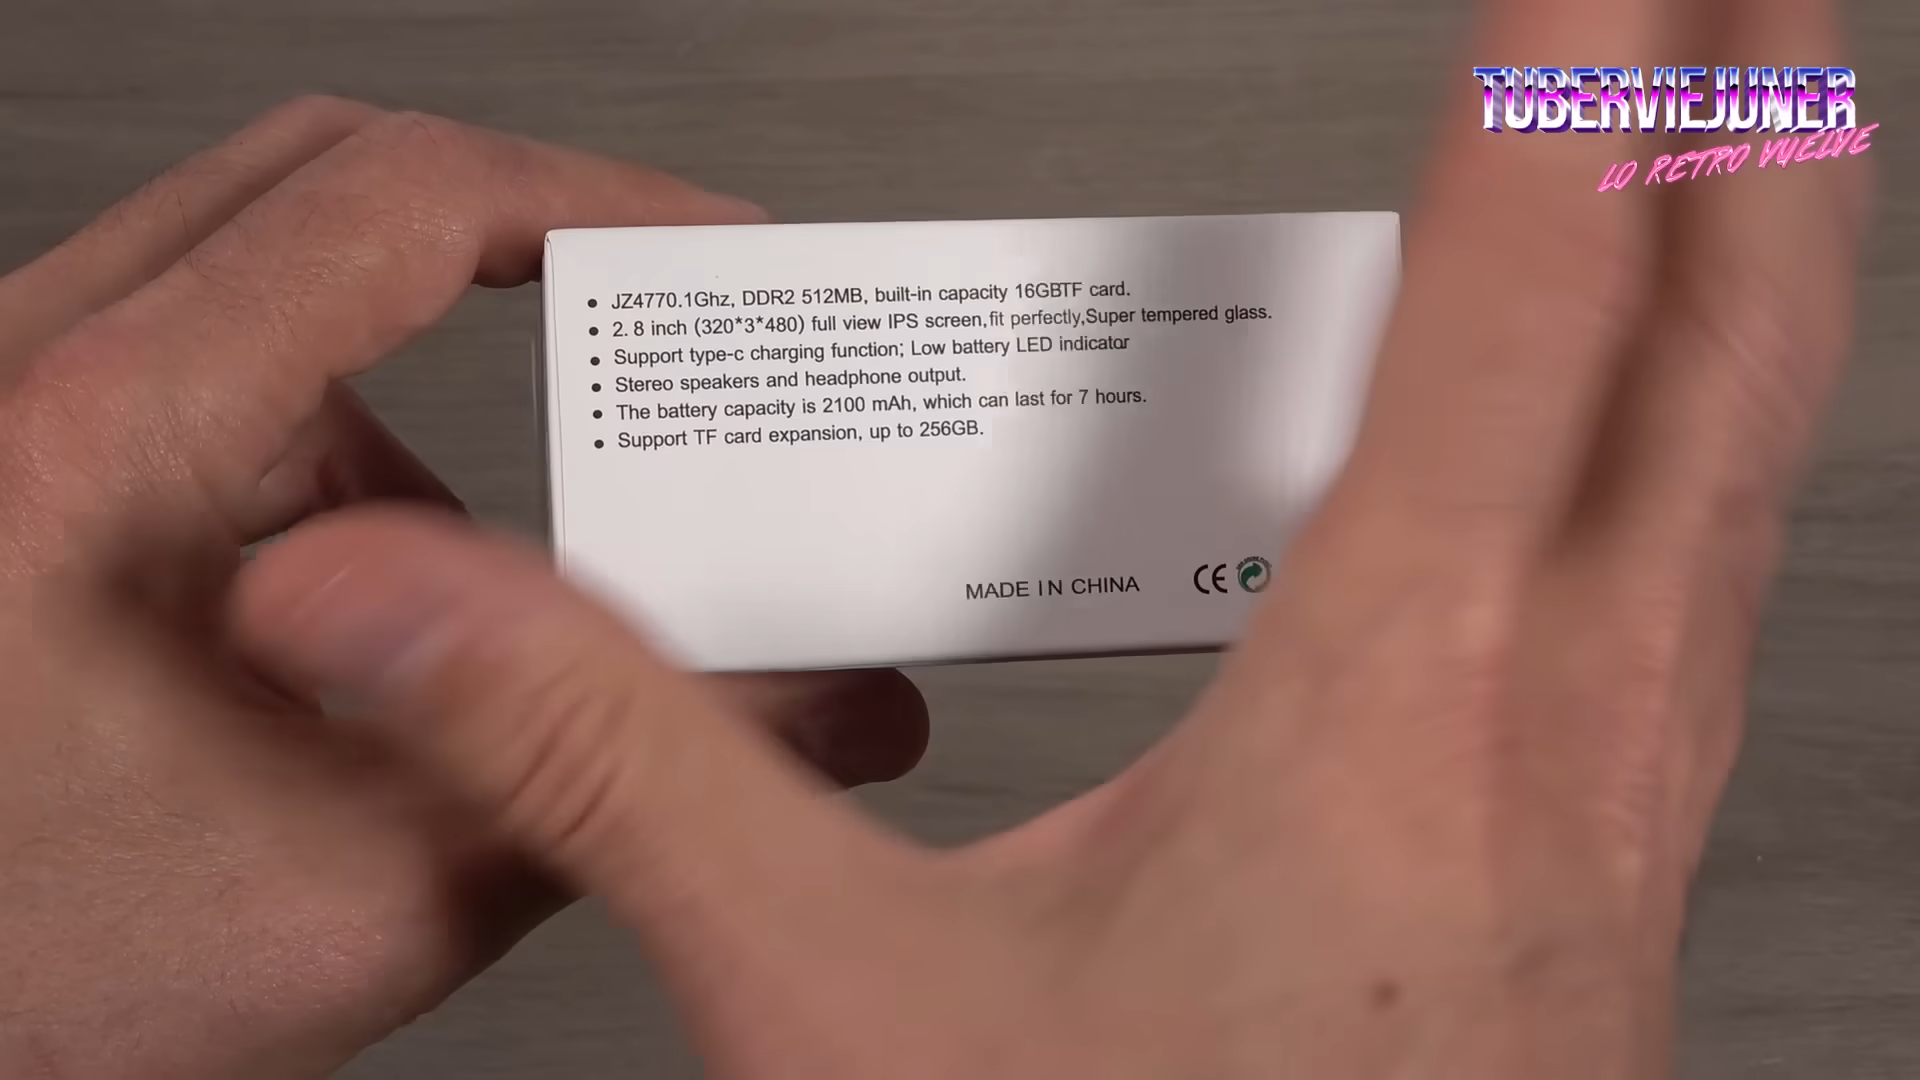 TUBERVIEJUNER
LO RETRO VUELVE
• JZ4770.1Ghz, DDR2 512MB, built-in capacity 16GBTF card.
• 2. 8 inch (320*3*480) full view IPS screen,fit perfectly,Super tempered glass.
• Support type-c charging function; Low battery LED indicator
• Stereo speakers and headphone output.
• The battery capacity is 2100 mAh, which can last for 7 hours.
• Support TF card expansion, up to 256GB.
MADE IN CHINA CE